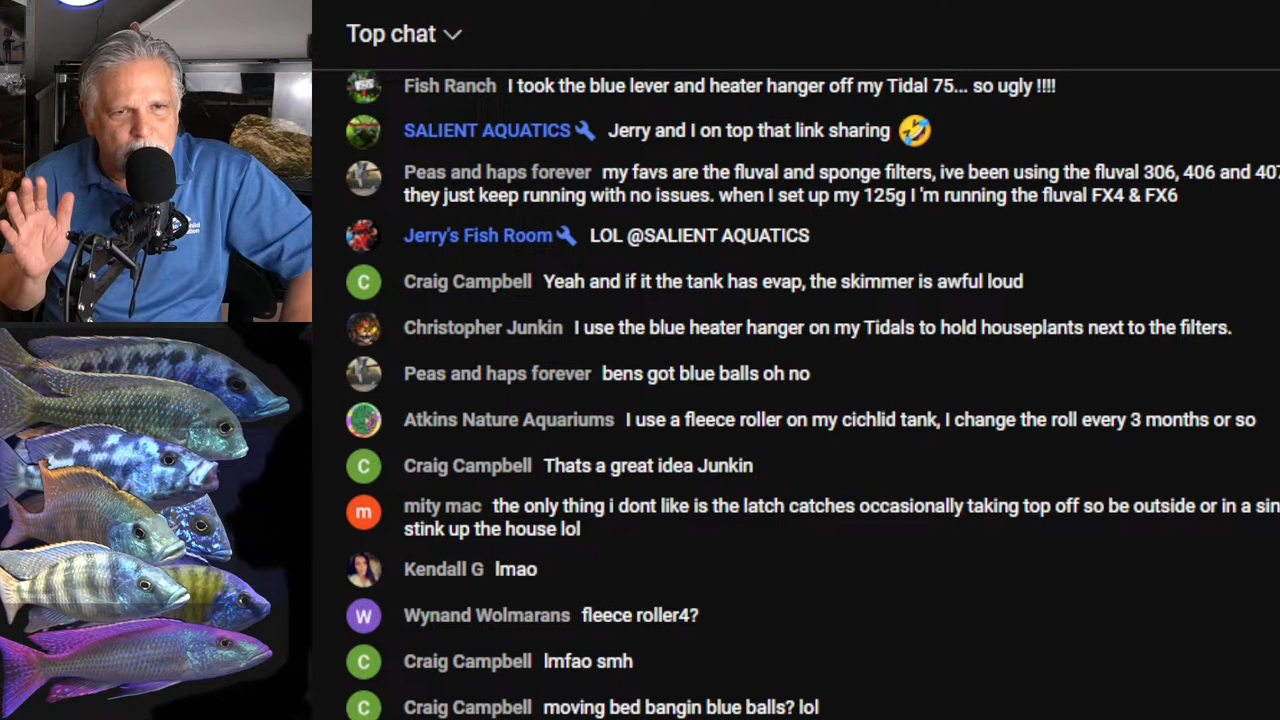 Top chat
Fish Ranch I took the blue lever and heater hanger off my Tidal 75... so ugly !!!!
SALIENT AQUATICS Jerry and I on top that link sharing 🤣
Peas and haps forever my favs are the fluval and sponge filters, ive been using the fluval 306, 406 and 407
they just keep running with no issues. when I set up my 125g I 'm running the fluval FX4 & FX6
Jerry's Fish Room LOL @SALIENT AQUATICS
C Craig Campbell Yeah and if it the tank has evap, the skimmer is awful loud
Christopher Junkin I use the blue heater hanger on my Tidals to hold houseplants next to the filters.
Peas and haps forever bens got blue balls oh no
Atkins Nature Aquariums I use a fleece roller on my cichlid tank, I change the roll every 3 months or so
C Craig Campbell Thats a great idea Junkin
m mity mac the only thing i dont like is the latch catches occasionally taking top off so be outside or in a
stink up the house lol
Kendall G lmao
W Wynand Wolmarans fleece roller4?
C Craig Campbell lmfao smh
C Craig Campbell moving bed bangin blue balls? lol